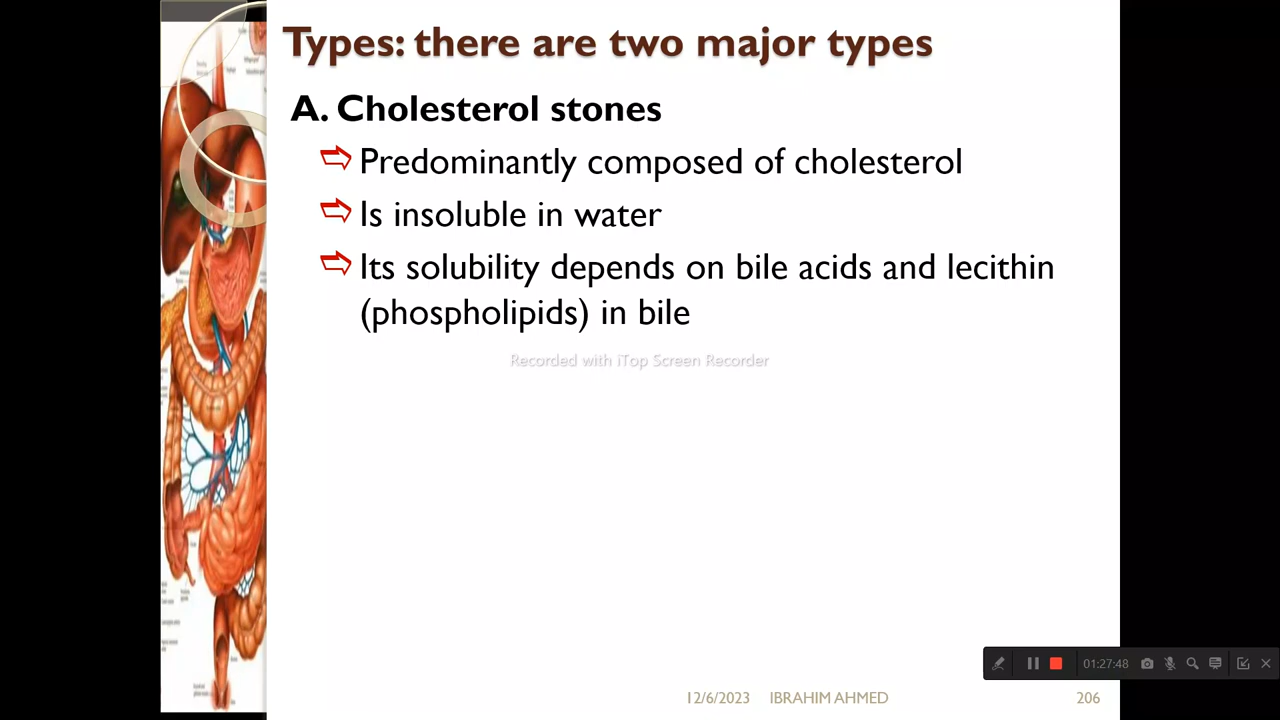 Types: there are two major types
A. Cholesterol stones
⇨ Predominantly composed of cholesterol
⇨ Is insoluble in water
⇨ Its solubility depends on bile acids and lecithin
(phospholipids) in bile
Recorded with iTop Screen Recorder
01:27:48
12/6/2023 IBRAHIM AHMED 206